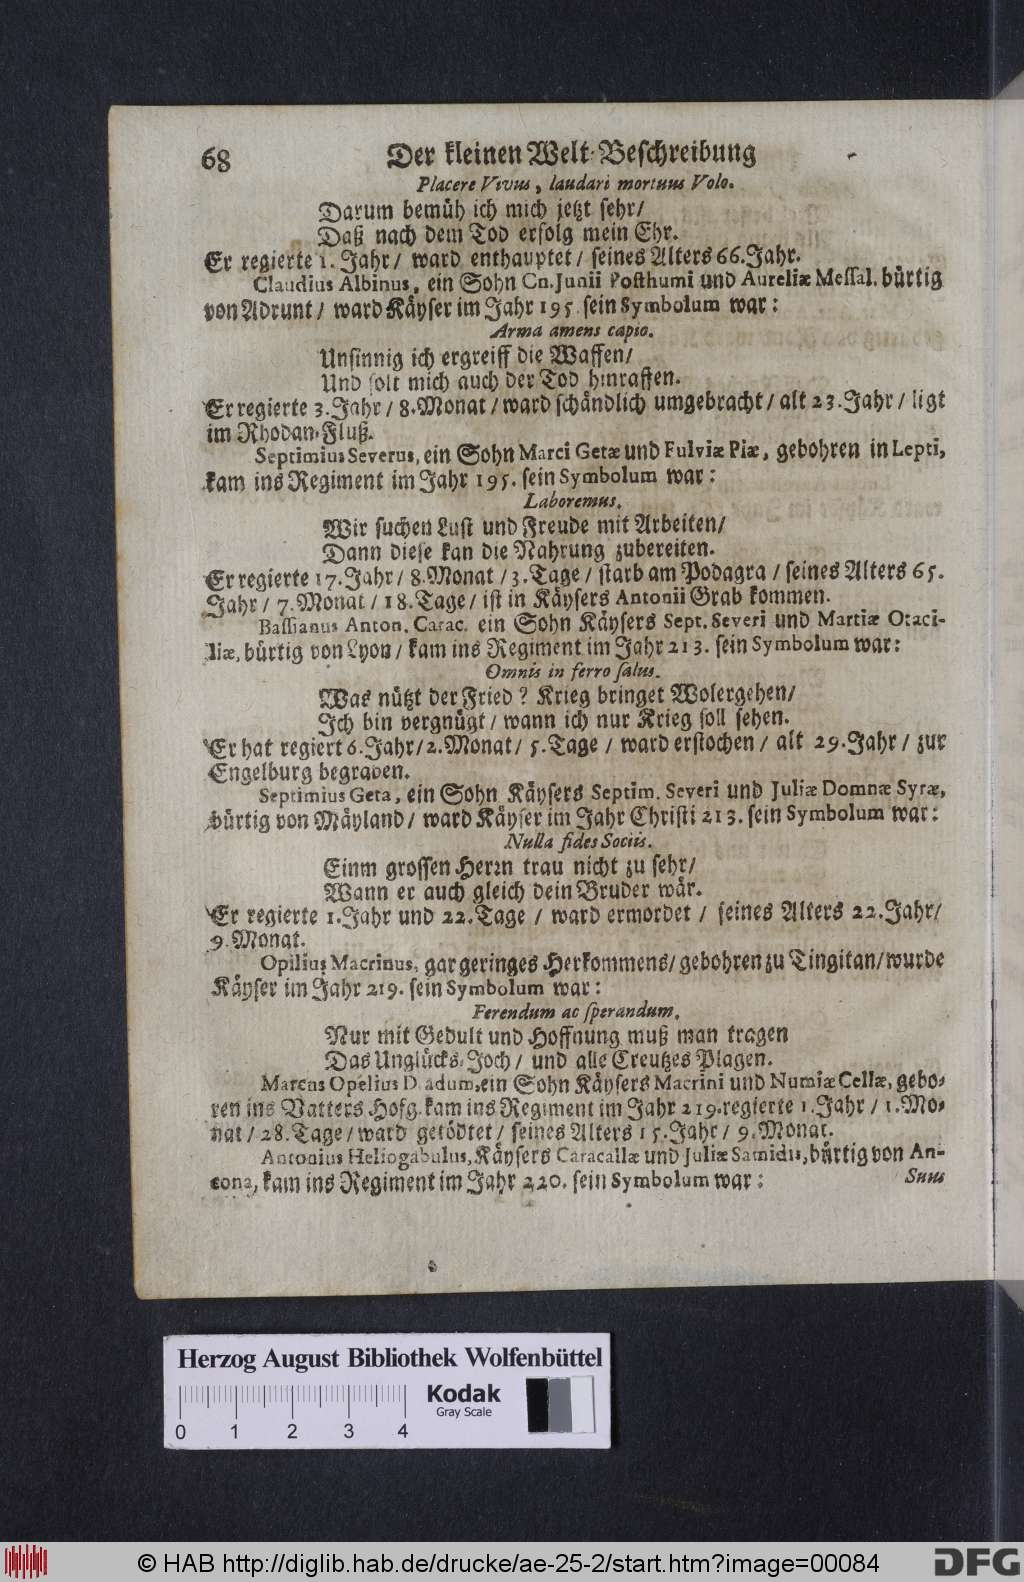 68 Der kleinen Welt-Beschreibung
Placere Vivus, laudari mortuus Volo.
Darum bemüh ich mich jetzt sehr/
Daß nach dem Tod erfolg mein Ehr.
Er regierte 1. Jahr/ ward enthauptet/ seines Alters 66. Jahr.
Claudius Albinus, ein Sohn Cn. Junii Posthumi und Aureliæ Messal. bürtig
von Adrunt/ ward Käyser im Jahr 195. sein Symbolum war:
Arma amens capio.
Unsinnig ich ergreiff die Waffen/
Und solt mich auch der Tod hinraffen.
Er regierte 3. Jahr/ 8. Monat/ ward schändlich umgebracht/ alt 23. Jahr/ ligt
im Rhodan-Fluß.
Septimius Severus, ein Sohn Marci Getæ und Fulviæ Piæ, gebohren in Lepti,
kam ins Regiment im Jahr 195. sein Symbolum war:
Laboremus.
Wir suchen Lust und Freude mit Arbeiten/
Dann diese kan die Nahrung zubereiten.
Er regierte 17. Jahr/ 8. Monat/ 3. Tage/ starb am Podagra/ seines Alters 65.
Jahr/ 7. Monat/ 18. Tage/ ist in Käysers Antonii Grab kommen.
Bassianus Anton. Carac. ein Sohn Käysers Sept. Severi und Martiæ Otaci-
liæ, bürtig von Lyon/ kam ins Regiment im Jahr 213. sein Symbolum war:
Omnis in ferro salus.
Was nützt der Fried? Krieg bringet Wolergehen/
Ich bin vergnügt/ wann ich nur Krieg soll sehen.
Er hat regiert 6. Jahr/ 2. Monat/ 5. Tage/ ward erstochen/ alt 29. Jahr/ zur
Engelburg begraben.
Septimius Geta, ein Sohn Käysers Septim. Severi und Juliæ Domnæ Syræ,
bürtig von Mäyland/ ward Käyser im Jahr Christi 213. sein Symbolum war:
Nulla fides Sociis.
Einm grossen Herrn trau nicht zu sehr/
Wann er auch gleich dein Bruder wär.
Er regierte 1. Jahr und 22. Tage/ ward ermordet/ seines Alters 22. Jahr/
9. Monat.
Opilius Macrinus, gar geringes Herkommens/ gebohren zu Tingitan/ wurde
Käyser im Jahr 219. sein Symbolum war:
Ferendum ac sperandum.
Nur mit Gedult und Hoffnung muß man tragen
Das Unglücks-Joch/ und alle Creutzes Plagen.
Marcus Opelius D adum, ein Sohn Käysers Macrini und Numiæ Cellæ, gebo-
ren ins Vatters Hofg. kam ins Regiment im Jahr 219. regierte 1. Jahr/ 1. Mo-
nat/ 28. Tage/ ward getödtet/ seines Alters 15. Jahr/ 9. Monat.
Antonius Heliogabulus, Käysers Caracallæ und Juliæ Samidis, bürtig von An-
cona, kam ins Regiment im Jahr 220. sein Symbolum war:
Suus
Herzog August Bibliothek Wolfenbüttel
Kodak
Gray Scale
0 1 2 3 4
© HAB http://diglib.hab.de/drucke/ae-25-2/start.htm?image=00084
DFG